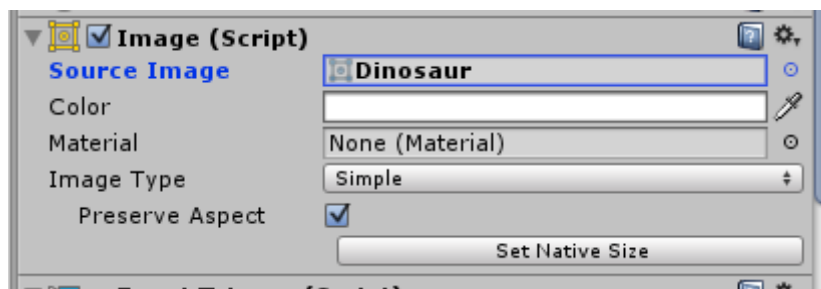 Image (Script)
Source Image Dinosaur
Color
Material None (Material)
Image Type Simple
Preserve Aspect
Set Native Size